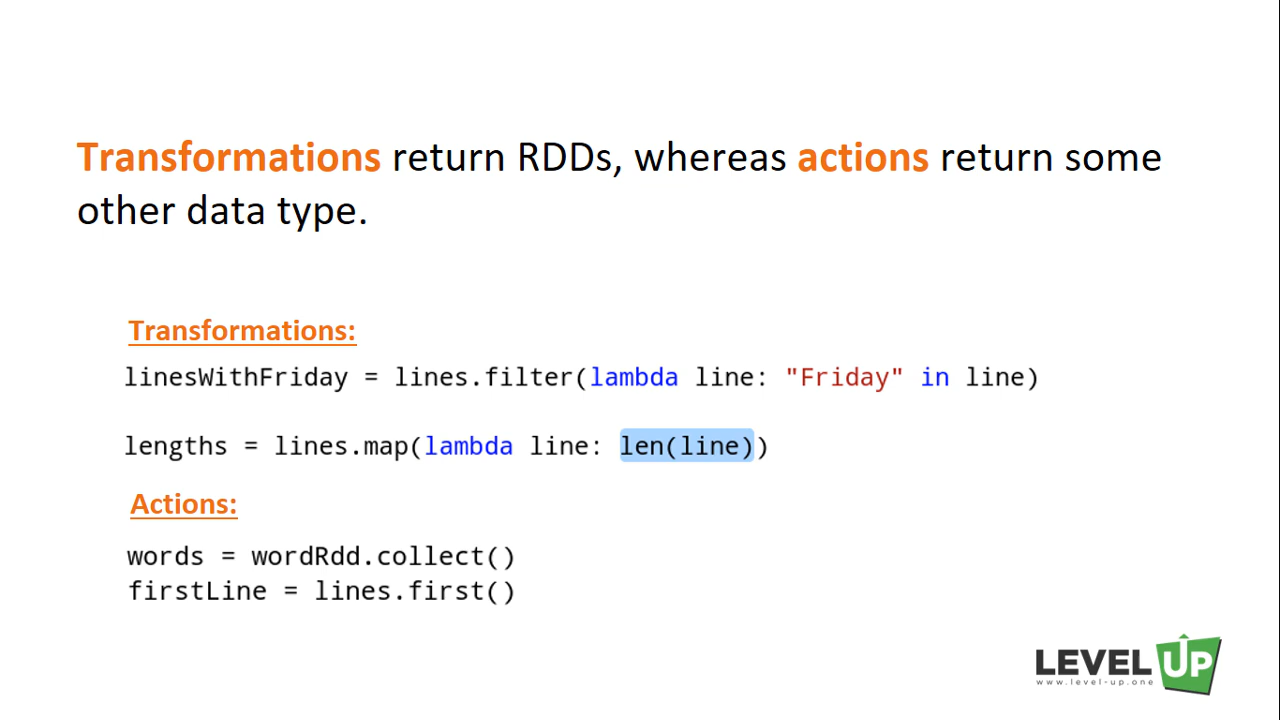 Transformations return RDDs, whereas actions return some
other data type.
Transformations:
linesWithFriday = lines.filter(lambda line: "Friday" in line)
lengths = lines.map(lambda line: len(line))
Actions:
words = wordRdd.collect()
firstLine = lines.first()
LEVEL UP
www.level-up.one